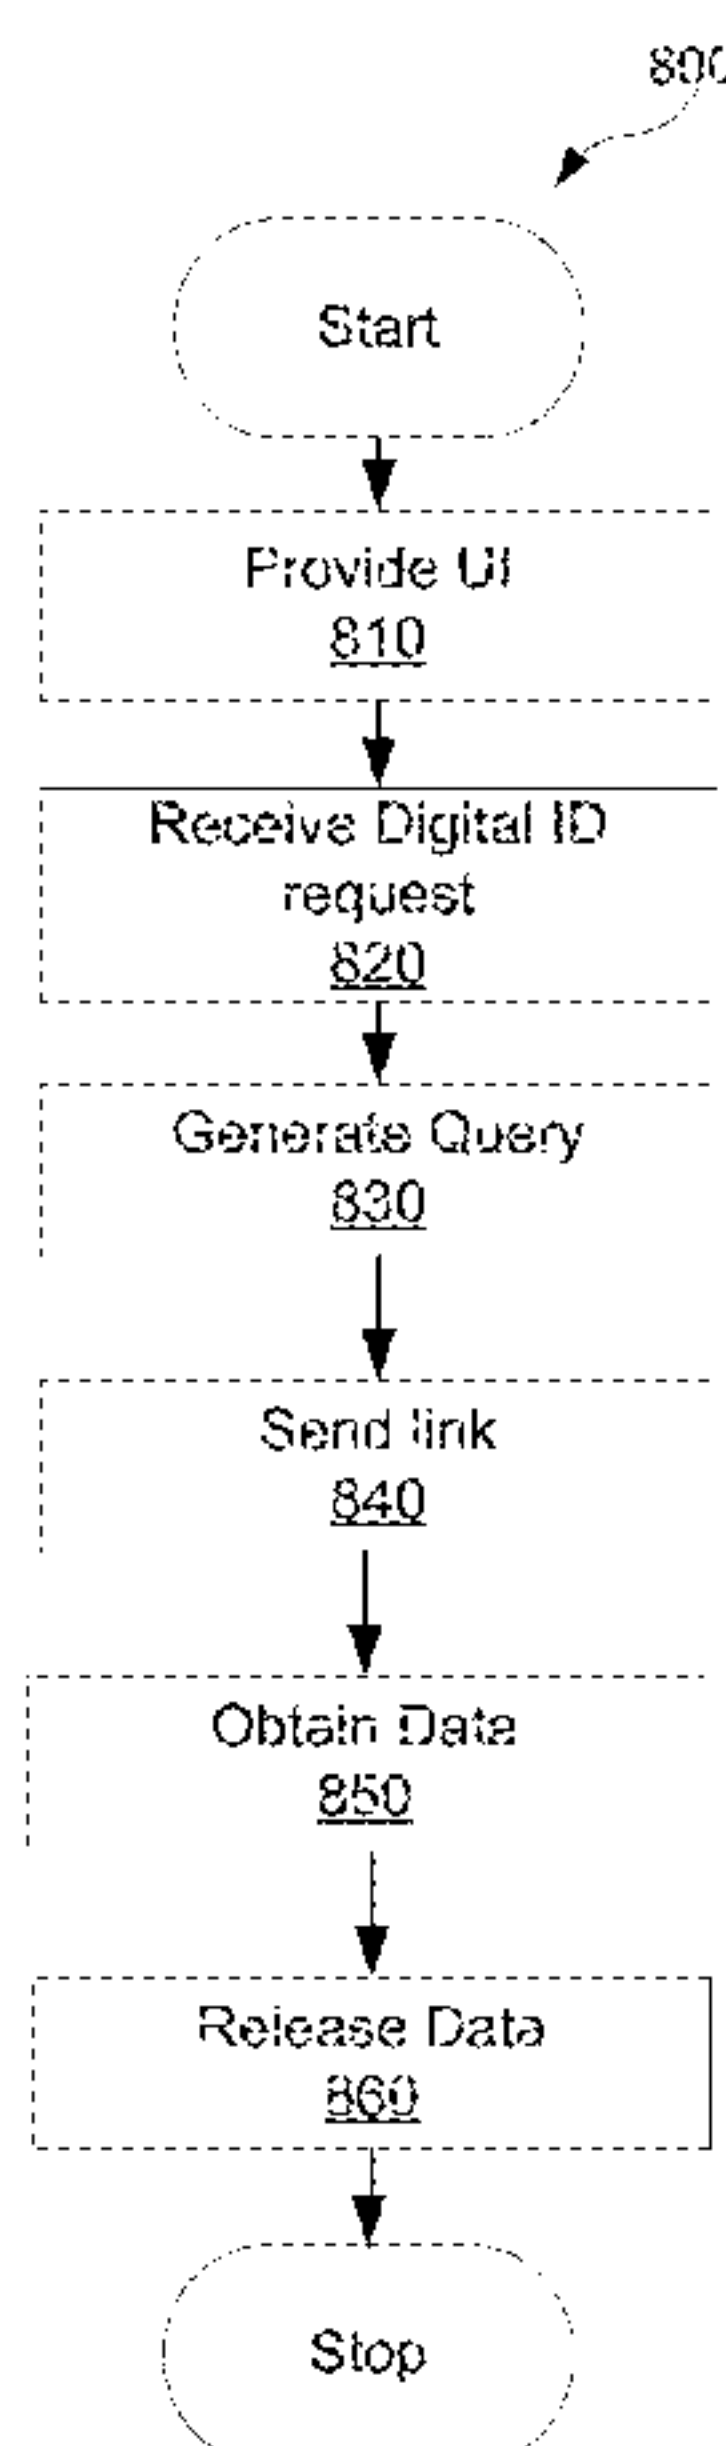 800
Start
Provide UI
810
Receive Digital ID
request
820
Generate Query
830
Send link
840
Obtain Data
850
Release Data
860
Stop